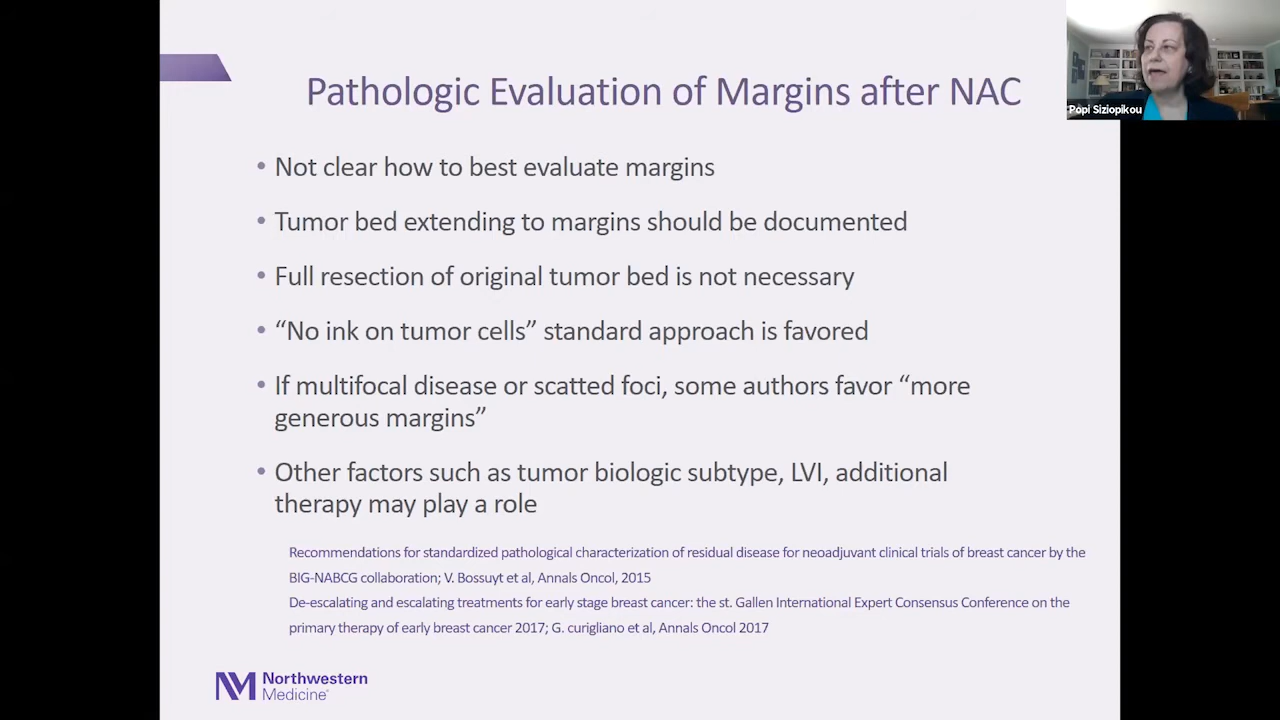 Pathologic Evaluation of Margins after NAC
Popi Siziopikou
• Not clear how to best evaluate margins
• Tumor bed extending to margins should be documented
• Full resection of original tumor bed is not necessary
• “No ink on tumor cells” standard approach is favored
• If multifocal disease or scatted foci, some authors favor “more
generous margins”
• Other factors such as tumor biologic subtype, LVI, additional
therapy may play a role
Recommendations for standardized pathological characterization of residual disease for neoadjuvant clinical trials of breast cancer by the
BIG-NABCG collaboration; V. Bossuyt et al, Annals Oncol, 2015
De-escalating and escalating treatments for early stage breast cancer: the st. Gallen International Expert Consensus Conference on the
primary therapy of early breast cancer 2017; G. curigliano et al, Annals Oncol 2017
NM Northwestern
Medicine®